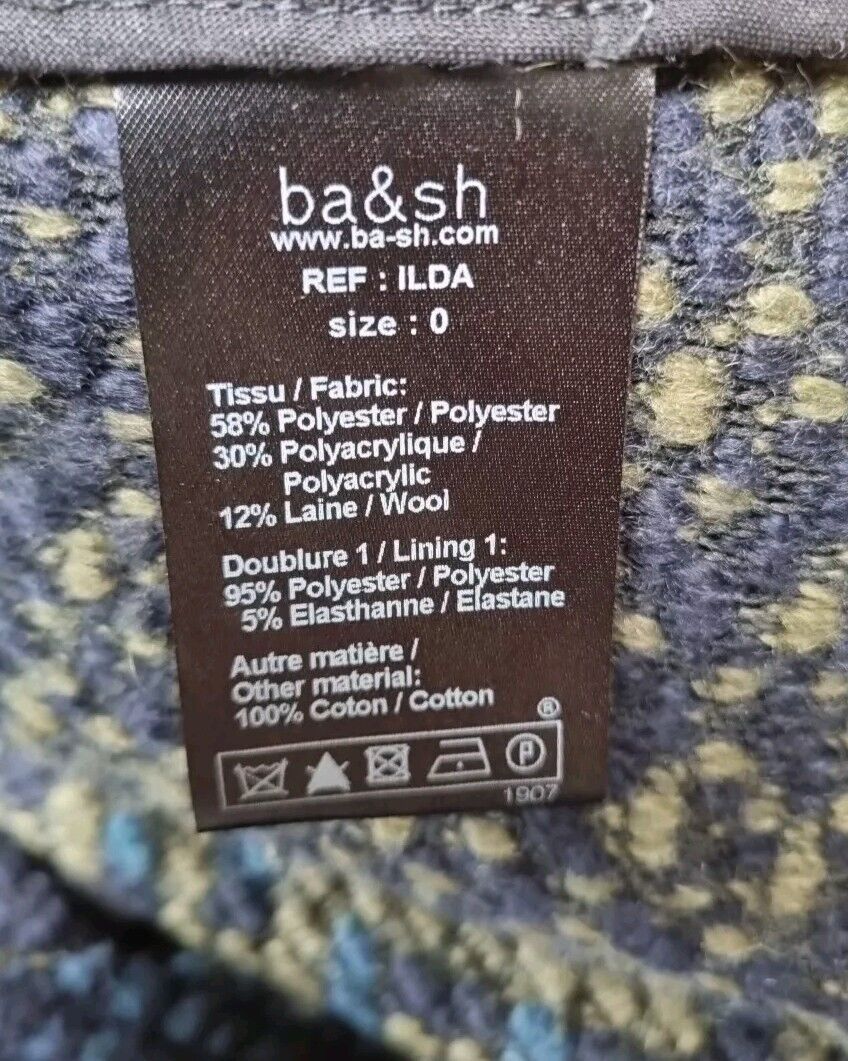 ba&sh
www.ba-sh.com
REF : ILDA
size : 0
Tissu / Fabric:
58% Polyester / Polyester
30% Polyacrylique /
Polyacrylic
12% Laine / Wool
Doublure 1 / Lining 1:
95% Polyester / Polyester
5% Elasthanne / Elastane
Autre matière /
Other material:
100% Coton / Cotton
®
P
1907